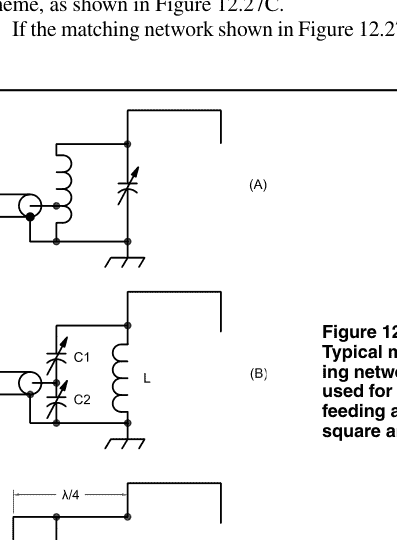 heme, as shown in Figure 12.27C.
If the matching network shown in Figure 12.2
(A)
C1
C2
L
(B)
Figure 12
Typical m
ing netw
used for
feeding a
square a
λ/4